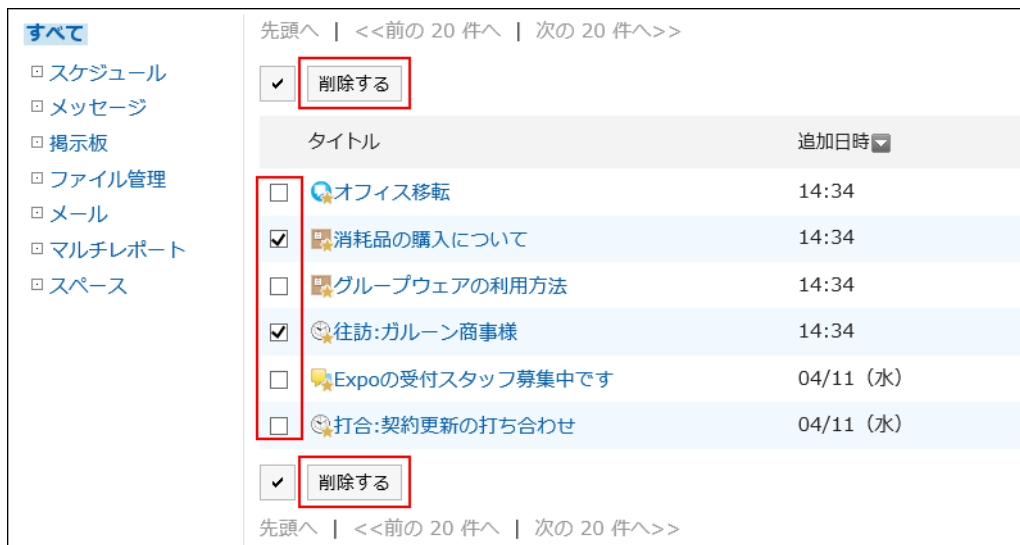 すべて
スケジュール
メッセージ
掲示板
ファイル管理
メール
マルチレポート
スペース
先頭へ | <<前の 20 件へ | 次の 20 件へ>>
削除する
タイトル 追加日時
オフィス移転 14:34
消耗品の購入について 14:34
グループウェアの利用方法 14:34
往訪:ガルーン商事様 14:34
Expoの受付スタッフ募集中です 04/11（水）
打合:契約更新の打ち合わせ 04/11（水）
削除する
先頭へ | <<前の 20 件へ | 次の 20 件へ>>